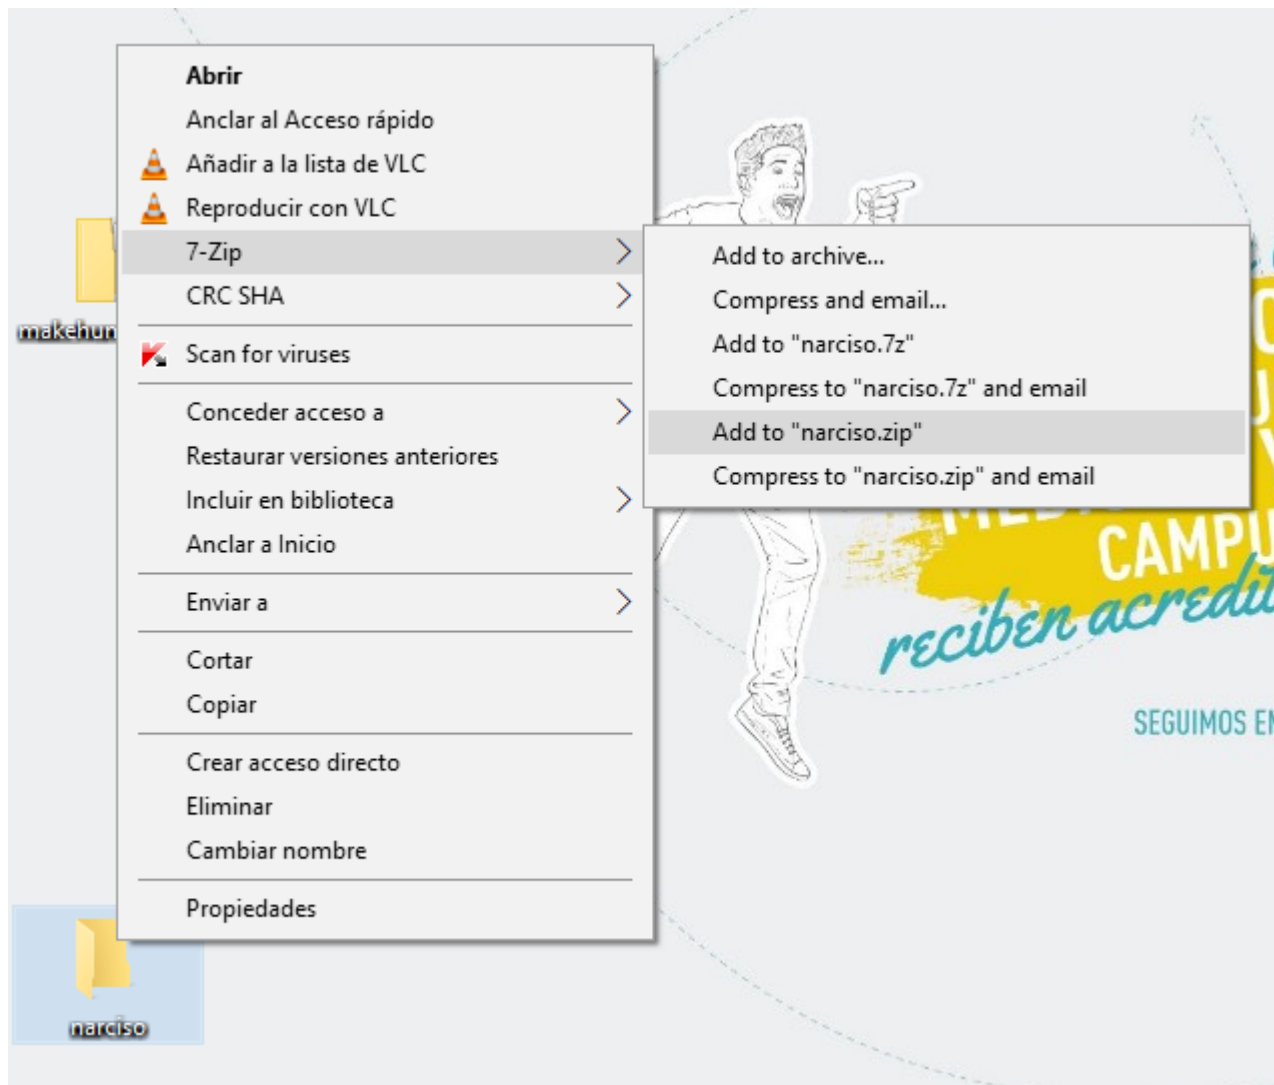 Abrir
Anclar al Acceso rápido
Añadir a la lista de VLC
Reproducir con VLC
7-Zip
CRC SHA
Scan for viruses
Conceder acceso a
Restaurar versiones anteriores
Incluir en biblioteca
Anclar a Inicio
Enviar a
Cortar
Copiar
Crear acceso directo
Eliminar
Cambiar nombre
Propiedades
Add to archive...
Compress and email...
Add to "narciso.7z"
Compress to "narciso.7z" and email
Add to "narciso.zip"
Compress to "narciso.zip" and email
makehun
narciso
CAMPU
reciben acredit
SEGUIMOS EN